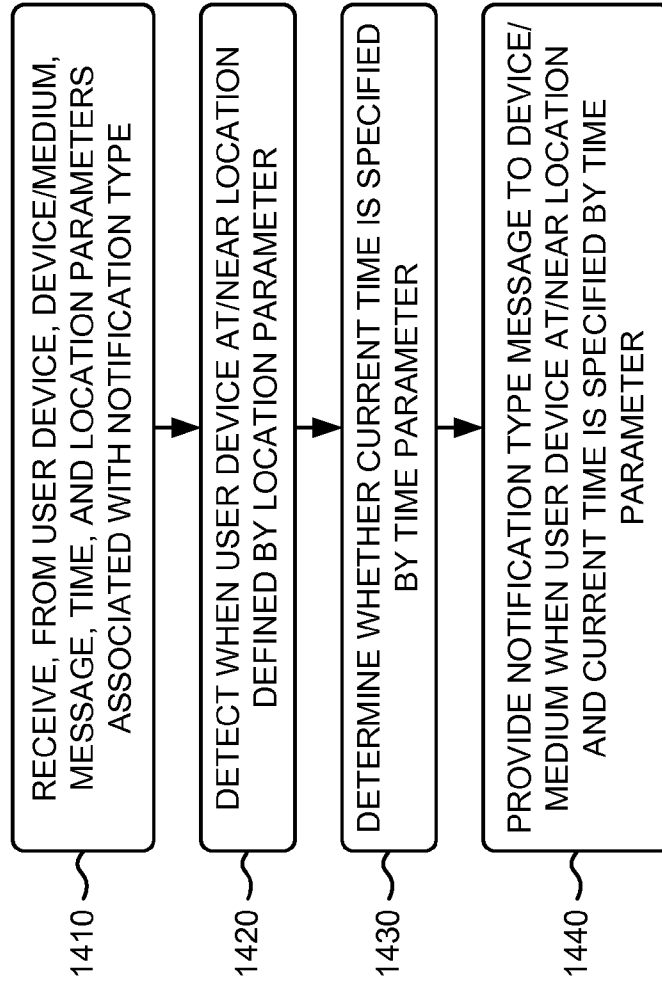 1410
RECEIVE, FROM USER DEVICE, DEVICE/MEDIUM,
MESSAGE, TIME, AND LOCATION PARAMETERS
ASSOCIATED WITH NOTIFICATION TYPE
1420
DETECT WHEN USER DEVICE AT/NEAR LOCATION
DEFINED BY LOCATION PARAMETER
1430
DETERMINE WHETHER CURRENT TIME IS SPECIFIED
BY TIME PARAMETER
1440
PROVIDE NOTIFICATION TYPE MESSAGE TO DEVICE/
MEDIUM WHEN USER DEVICE AT/NEAR LOCATION
AND CURRENT TIME IS SPECIFIED BY TIME
PARAMETER